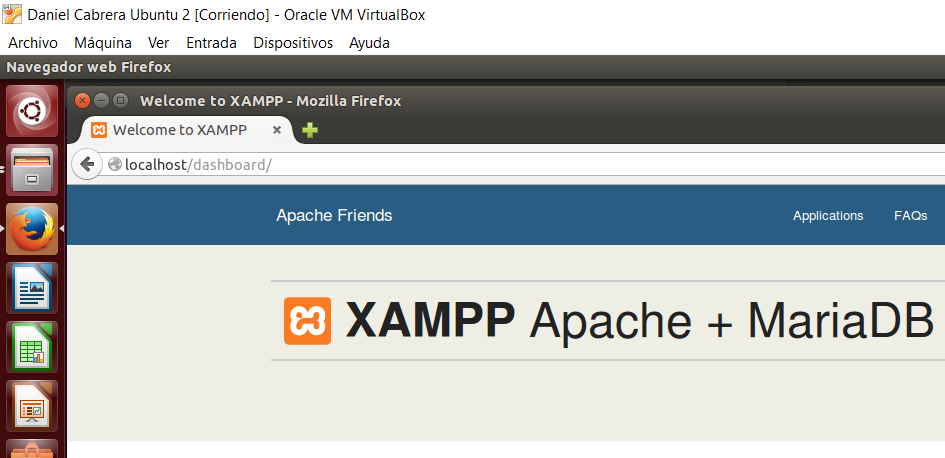 Daniel Cabrera Ubuntu 2 [Corriendo] - Oracle VM VirtualBox
Archivo Máquina Ver Entrada Dispositivos Ayuda
Navegador web Firefox
Welcome to XAMPP - Mozilla Firefox
Welcome to XAMPP
localhost/dashboard/
Apache Friends Applications FAQs
XAMPP Apache + MariaDB